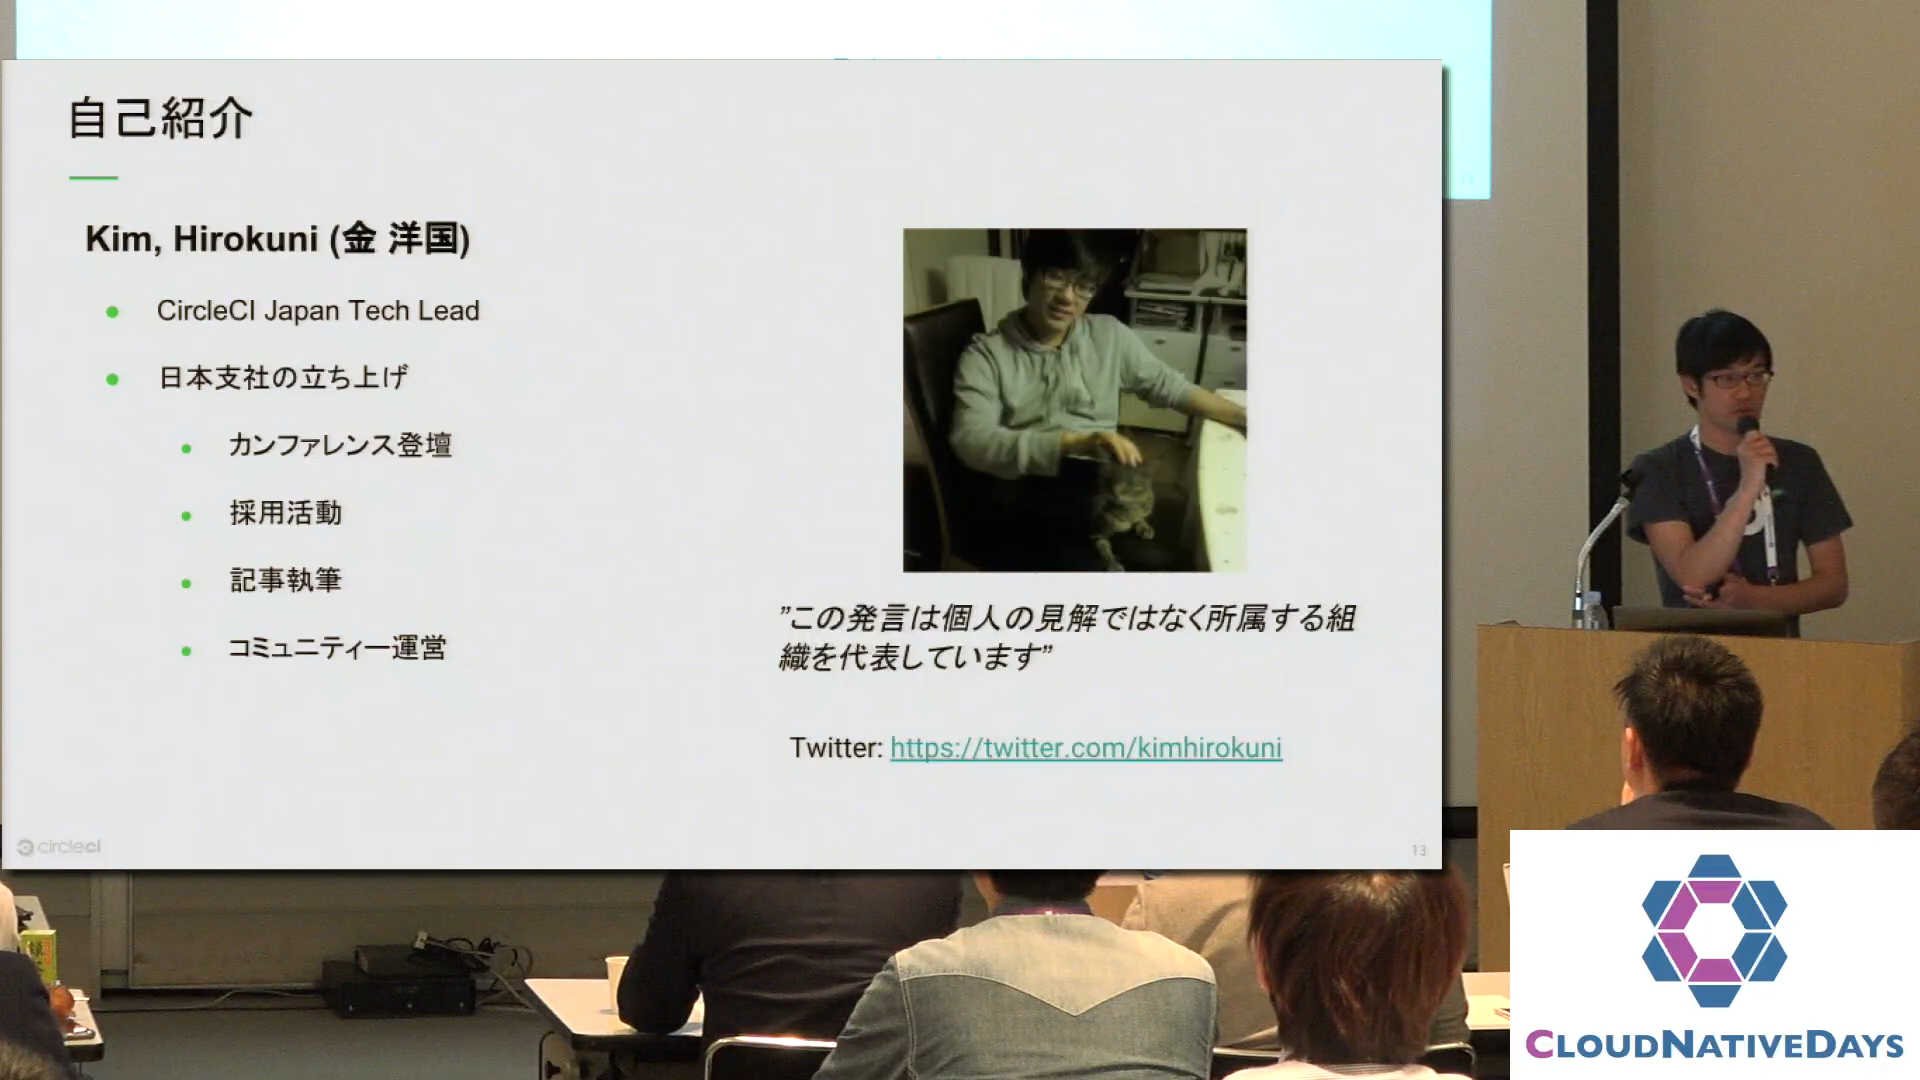 自己紹介
Kim, Hirokuni (金 洋国)
CircleCI Japan Tech Lead
日本支社の立ち上げ
カンファレンス登壇
採用活動
記事執筆
コミュニティー運営
”この発言は個人の見解ではなく所属する組
織を代表しています”
Twitter: https://twitter.com/kimhirokuni
circleci
13
CLOUDNATIVEDAYS